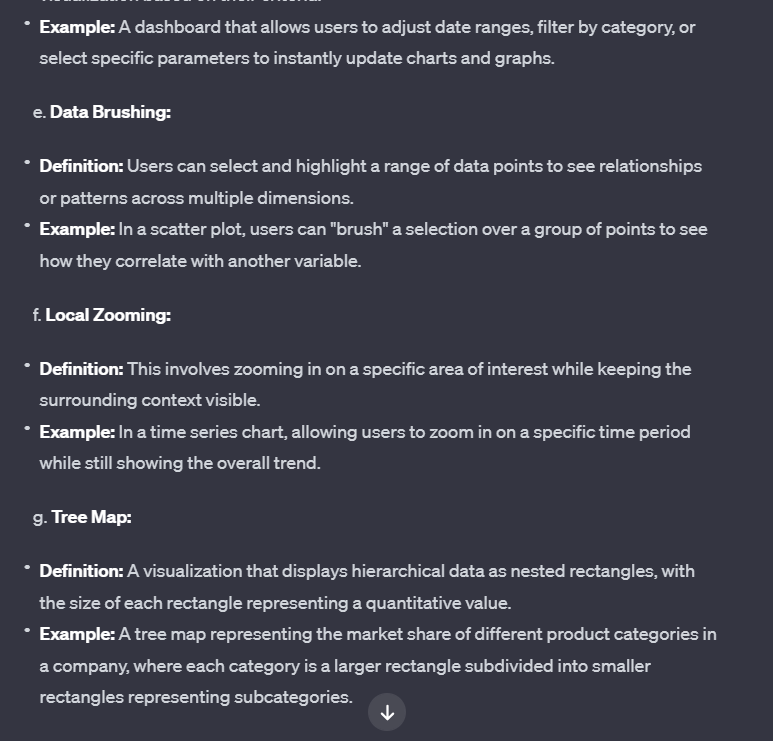 • Example: A dashboard that allows users to adjust date ranges, filter by category, or
select specific parameters to instantly update charts and graphs.
e. Data Brushing:
• Definition: Users can select and highlight a range of data points to see relationships
or patterns across multiple dimensions.
• Example: In a scatter plot, users can "brush" a selection over a group of points to see
how they correlate with another variable.
f. Local Zooming:
• Definition: This involves zooming in on a specific area of interest while keeping the
surrounding context visible.
• Example: In a time series chart, allowing users to zoom in on a specific time period
while still showing the overall trend.
g. Tree Map:
• Definition: A visualization that displays hierarchical data as nested rectangles, with
the size of each rectangle representing a quantitative value.
• Example: A tree map representing the market share of different product categories in
a company, where each category is a larger rectangle subdivided into smaller
rectangles representing subcategories.